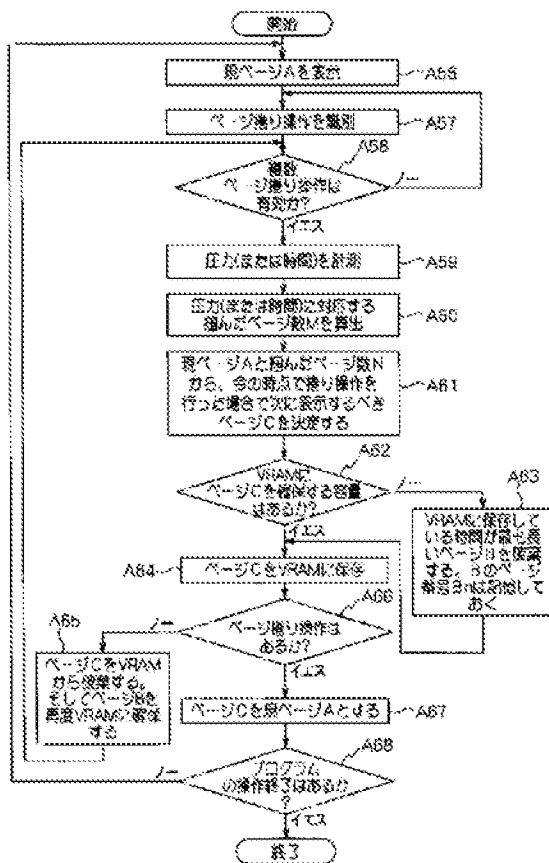 開始
現ページAを表示
A56
ページ捲り操作を識別
A57
A58
複数
ページ捲り操作は
有効か?
ノー
イエス
圧力(または時間)を計測
A59
圧力(または時間)に対応する
掴んだページ数Mを算出
A60
現ページAと掴んだページ数N
から、今の時点で捲り操作を
行った場合で次に表示するべき
ページCを決定する
A61
A62
VRAMに
ページCを確保する容量
はあるか?
ノー
イエス
A63
VRAMに保存して
いる時間が最も長
いページBを廃棄
する。Bのページ
番号Bnは記憶して
おく
A64
ページCをVRAMに保存
A66
ページ捲り操作は
あるか?
ノー
イエス
A65
ページCをVRAM
から廃棄する。
そしてページBを
再度VRAMに確保
する
ページCを現ページAとする
A67
A68
プログラム
の操作終了はあるか
?
ノー
イエス
終了